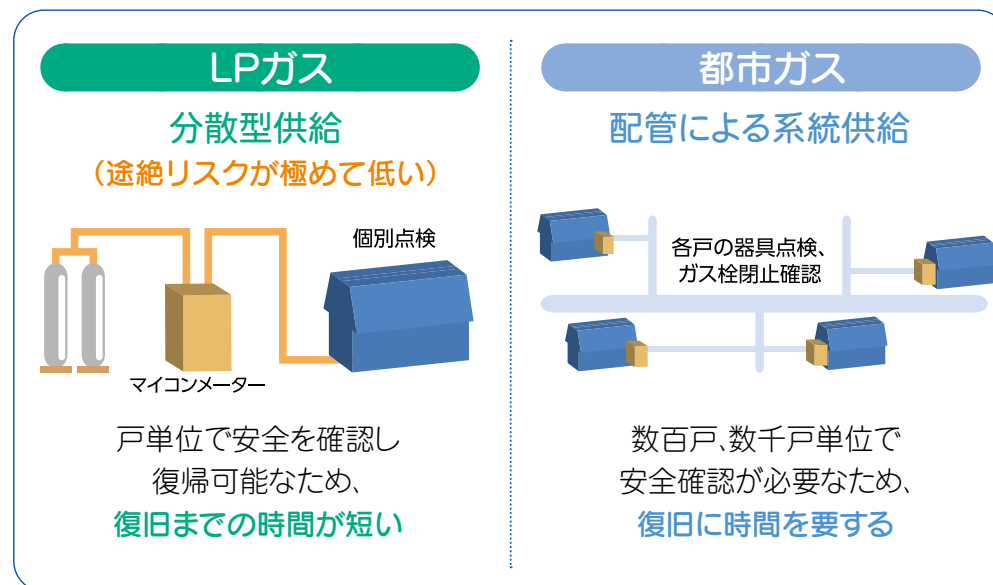 LPガス
分散型供給
（途絶リスクが極めて低い）
個別点検
マイコンメーター
戸単位で安全を確認し
復帰可能なため、
復旧までの時間が短い
都市ガス
配管による系統供給
各戸の器具点検、
ガス栓閉止確認
数百戸、数千戸単位で
安全確認が必要なため、
復旧に時間を要する